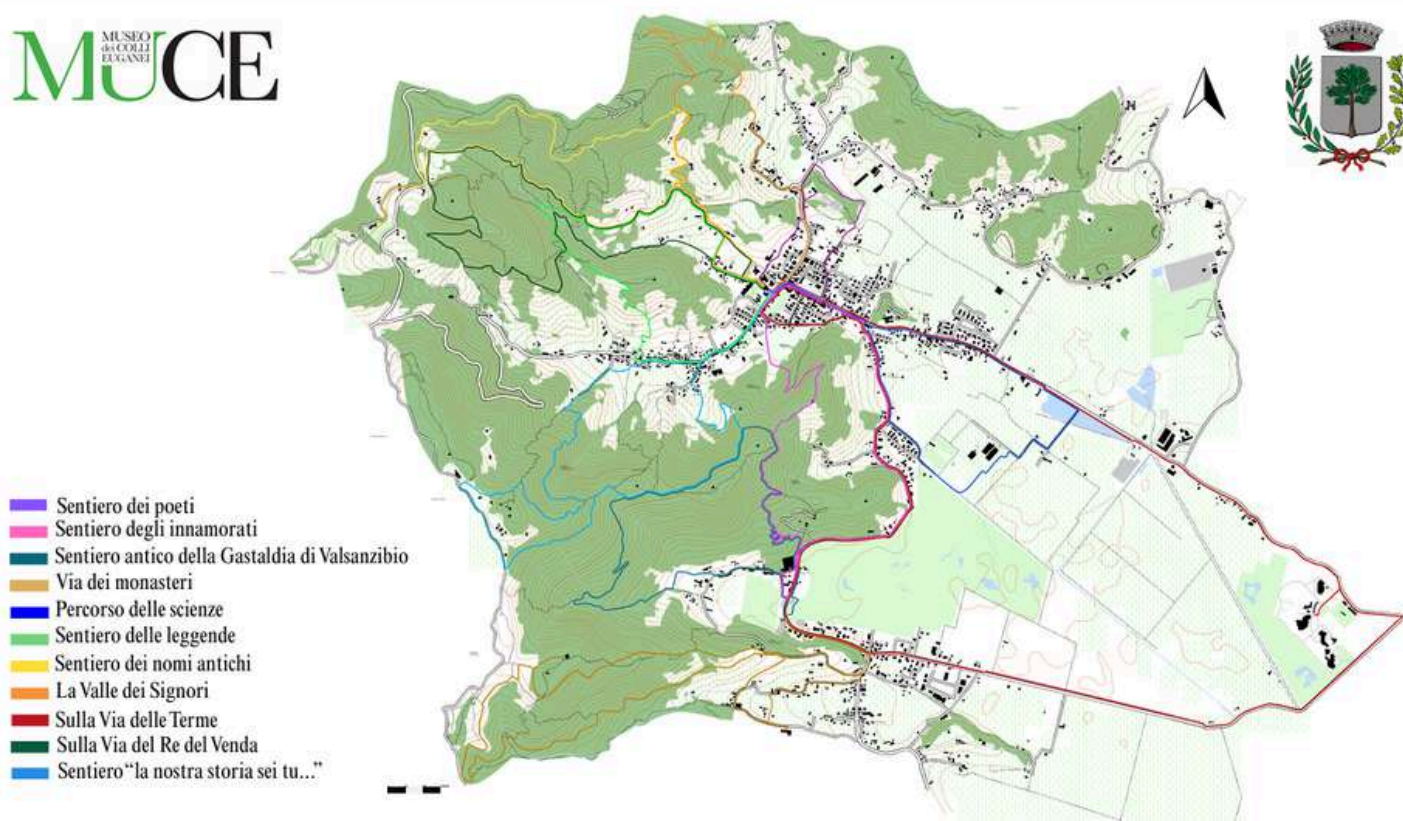 MUCE
MUSEO
dei COLLI
EUGANEI
Sentiero dei poeti
Sentiero degli innamorati
Sentiero antico della Gastaldia di Valsanzibio
Via dei monasteri
Percorso delle scienze
Sentiero delle leggende
Sentiero dei nomi antichi
La Valle dei Signori
Sulla Via delle Terme
Sulla Via del Re del Venda
Sentiero “la nostra storia sei tu...”